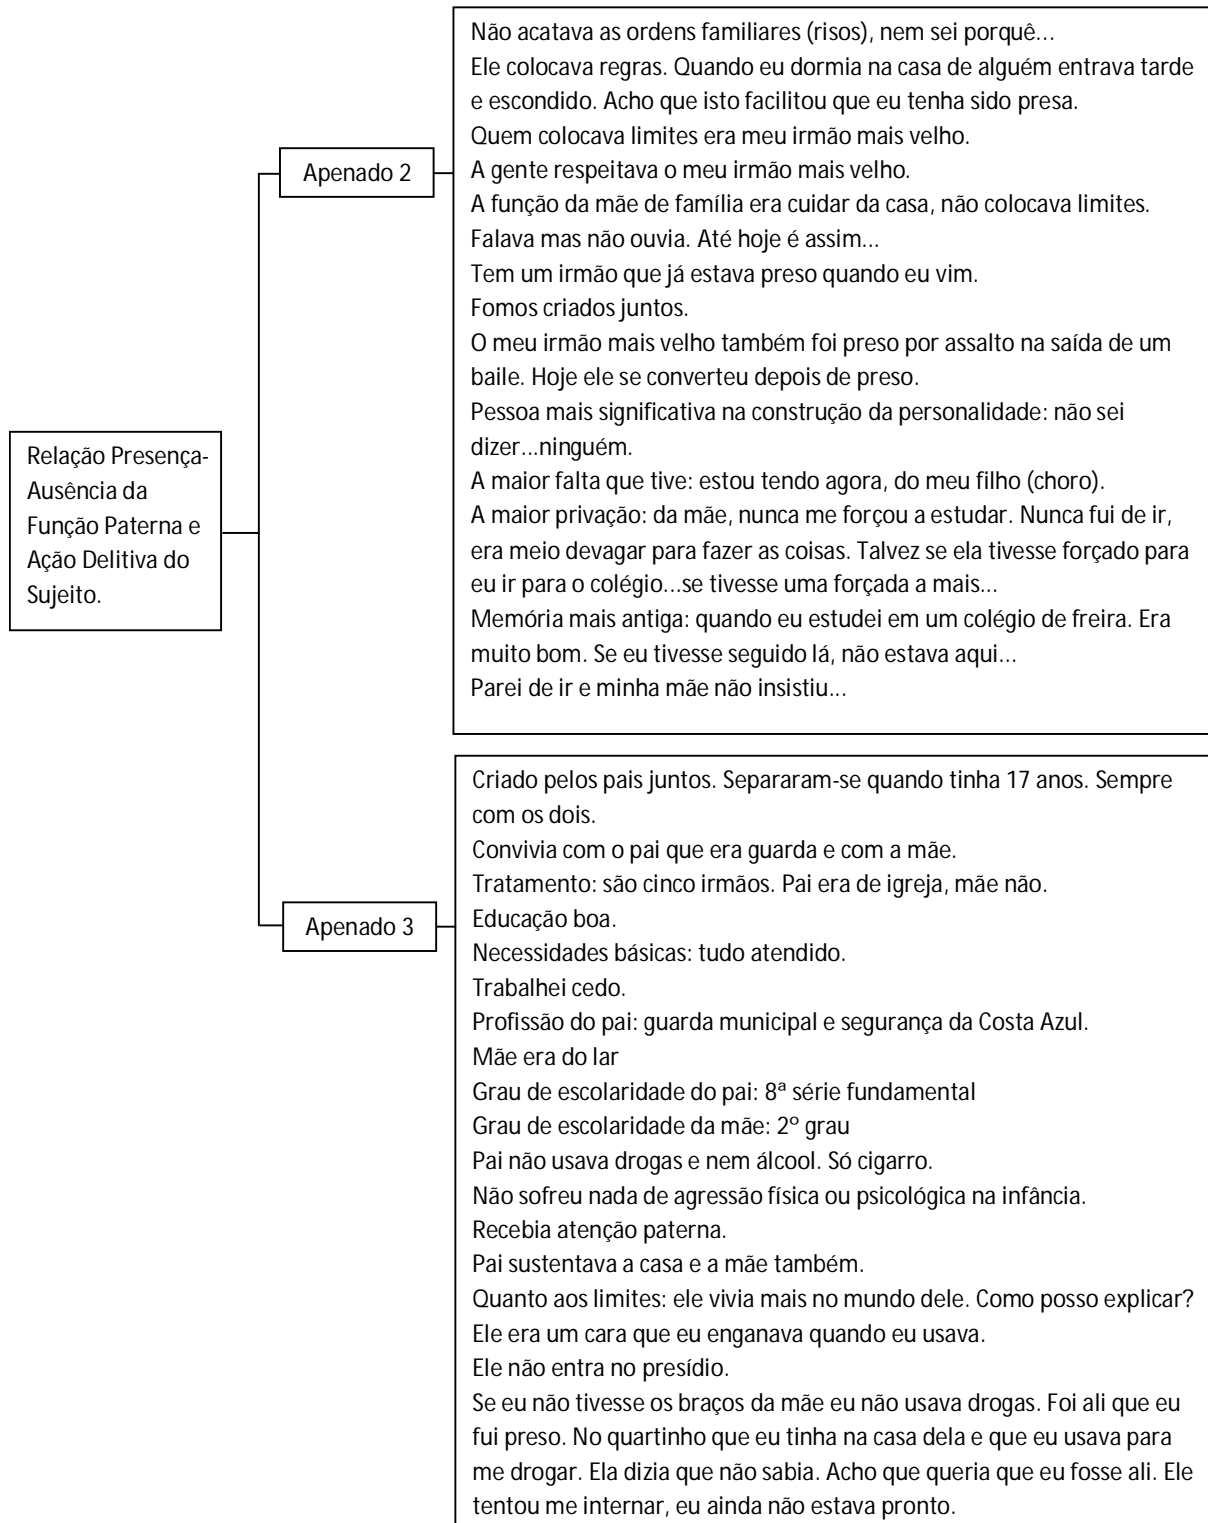 Relação Presença-
Ausência da
Função Paterna e
Ação Delitiva do
Sujeito.
Apenado 2
Não acatava as ordens familiares (risos), nem sei porquê...
Ele colocava regras. Quando eu dormia na casa de alguém entrava tarde
e escondido. Acho que isto facilitou que eu tenha sido presa.
Quem colocava limites era meu irmão mais velho.
A gente respeitava o meu irmão mais velho.
A função da mãe de família era cuidar da casa, não colocava limites.
Falava mas não ouvia. Até hoje é assim...
Tem um irmão que já estava preso quando eu vim.
Fomos criados juntos.
O meu irmão mais velho também foi preso por assalto na saída de um
baile. Hoje ele se converteu depois de preso.
Pessoa mais significativa na construção da personalidade: não sei
dizer...ninguém.
A maior falta que tive: estou tendo agora, do meu filho (choro).
A maior privação: da mãe, nunca me forçou a estudar. Nunca fui de ir,
era meio devagar para fazer as coisas. Talvez se ela tivesse forçado para
eu ir para o colégio...se tivesse uma forçada a mais...
Memória mais antiga: quando eu estudei em um colégio de freira. Era
muito bom. Se eu tivesse seguido lá, não estava aqui...
Parei de ir e minha mãe não insistiu...
Apenado 3
Criado pelos pais juntos. Separaram-se quando tinha 17 anos. Sempre
com os dois.
Convivia com o pai que era guarda e com a mãe.
Tratamento: são cinco irmãos. Pai era de igreja, mãe não.
Educação boa.
Necessidades básicas: tudo atendido.
Trabalhei cedo.
Profissão do pai: guarda municipal e segurança da Costa Azul.
Mãe era do lar
Grau de escolaridade do pai: 8ª série fundamental
Grau de escolaridade da mãe: 2º grau
Pai não usava drogas e nem álcool. Só cigarro.
Não sofreu nada de agressão física ou psicológica na infância.
Recebia atenção paterna.
Pai sustentava a casa e a mãe também.
Quanto aos limites: ele vivia mais no mundo dele. Como posso explicar?
Ele era um cara que eu enganava quando eu usava.
Ele não entra no presídio.
Se eu não tivesse os braços da mãe eu não usava drogas. Foi ali que eu
fui preso. No quartinho que eu tinha na casa dela e que eu usava para
me drogar. Ela dizia que não sabia. Acho que queria que eu fosse ali. Ele
tentou me internar, eu ainda não estava pronto.